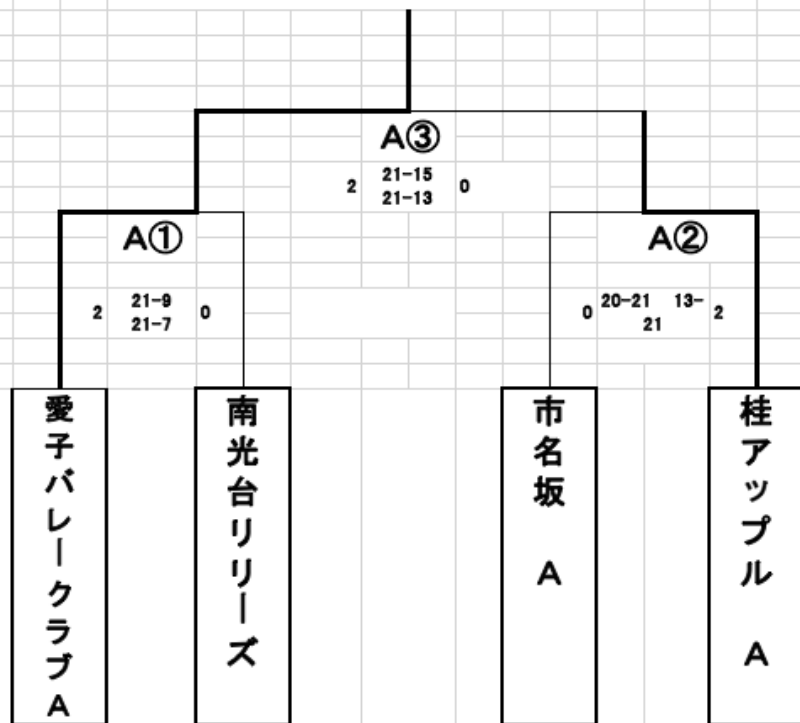 A③
2 21-15 0
21-13
A①
2 21-9 0
21-7
A②
0 20-21 13- 2
21
愛子バレークラブA
南光台リリーズ
市名坂 A
桂アップル A